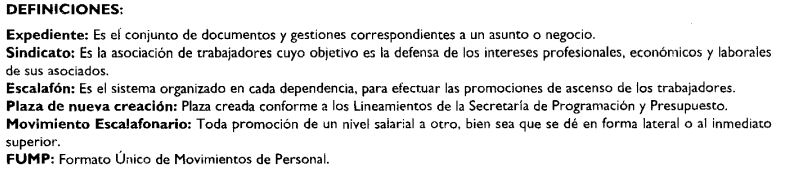 DEFINICIONES:
Expediente: Es el conjunto de documentos y gestiones correspondientes a un asunto o negocio.
Sindicato: Es la asociación de trabajadores cuyo objetivo es la defensa de los intereses profesionales, económicos y laborales
de sus asociados.
Escalafón: Es el sistema organizado en cada dependencia, para efectuar las promociones de ascenso de los trabajadores.
Plaza de nueva creación: Plaza creada conforme a los Lineamientos de la Secretaría de Programación y Presupuesto.
Movimiento Escalafonario: Toda promoción de un nivel salarial a otro, bien sea que se dé en forma lateral o al inmediato
superior.
FUMP: Formato Único de Movimientos de Personal.